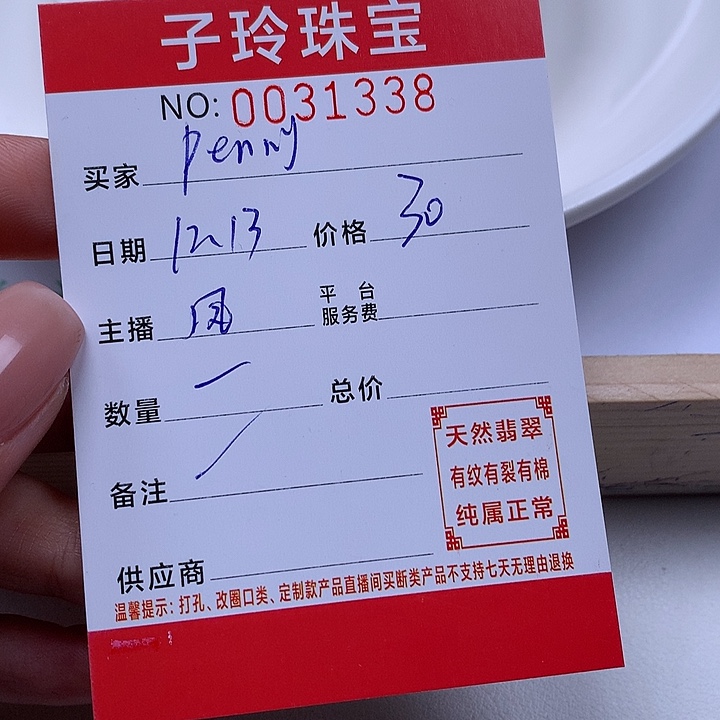 子玲珠宝
NO: 0031338
买家 penny
日期 12 13 价格 30
主播 凤 平台服务费
数量 一 总价
备注 /
供应商
天然翡翠
有纹有裂有棉
纯属正常
温馨提示：打孔、改圈口类、定制款产品直播间买断类产品不支持七天无理由退换